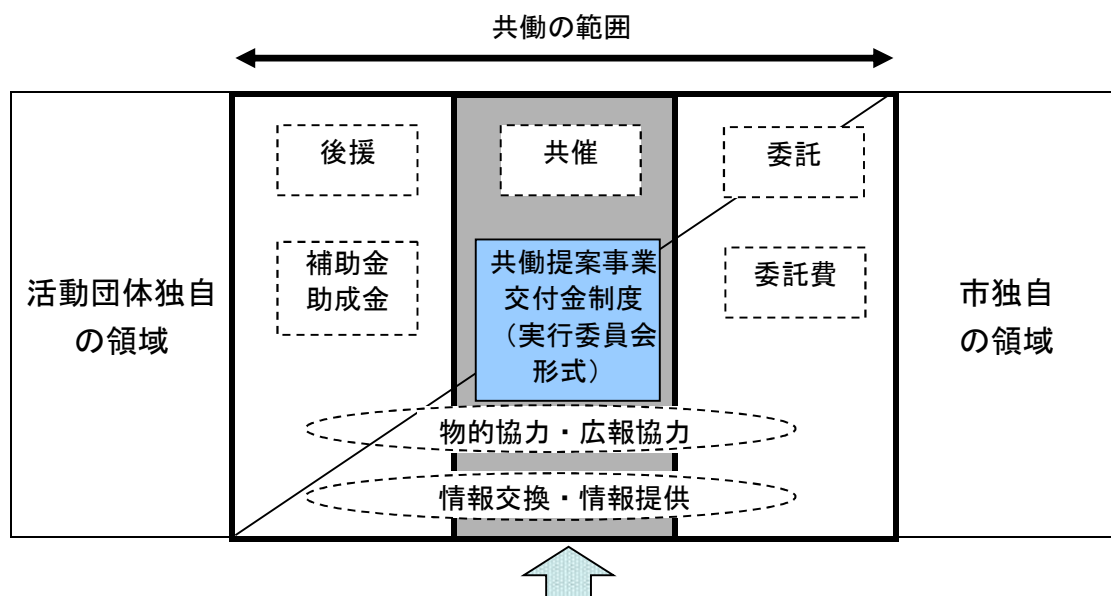 共働の範囲
後援
共催
委託
補助金
助成金
共働提案事業
交付金制度
（実行委員会
形式）
委託費
活動団体独自
の領域
市独自
の領域
物的協力・広報協力
情報交換・情報提供